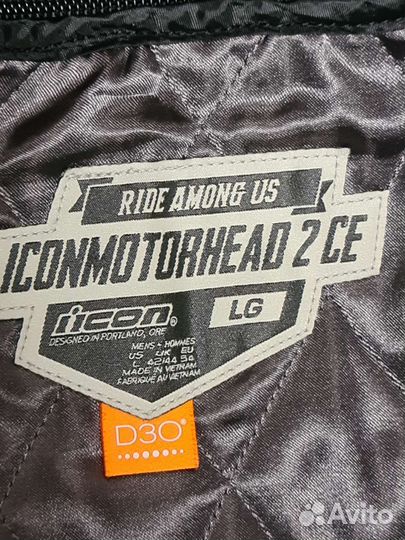 RIDE AMONG US
ICONMOTORHEAD 2 CE
icon®
LG
DESIGNED IN PORTLAND, ORE
MENS - HOMMES
US UK EU
L 42/44 54
MADE IN VIETNAM
FABRIQUÉ AU VIETNAM
D3O®
Avito